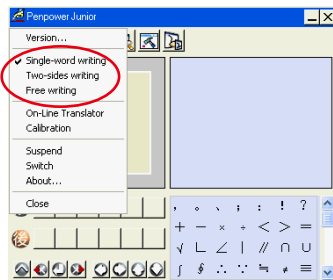 Penpower Junior
Version...
Single-word writing
Two-sides writing
Free writing
On-Line Translator
Calibration
Suspend
Switch
About...
Close
, 。 、 ; : ! ?
+ − × ÷ < > =
後
√ ∟ ∠ | // ∩ ∪
∫ ∮ ∴ ∵ ≒ ≠ ≡